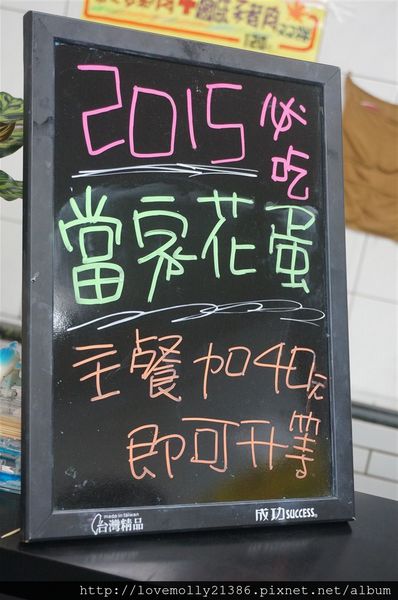 2015 必吃
當家花蛋
主餐加40元
即可升等
made in taiwan
台灣精品
成功 SUCCESS
http://lovemolly21386.pixnet.net/album